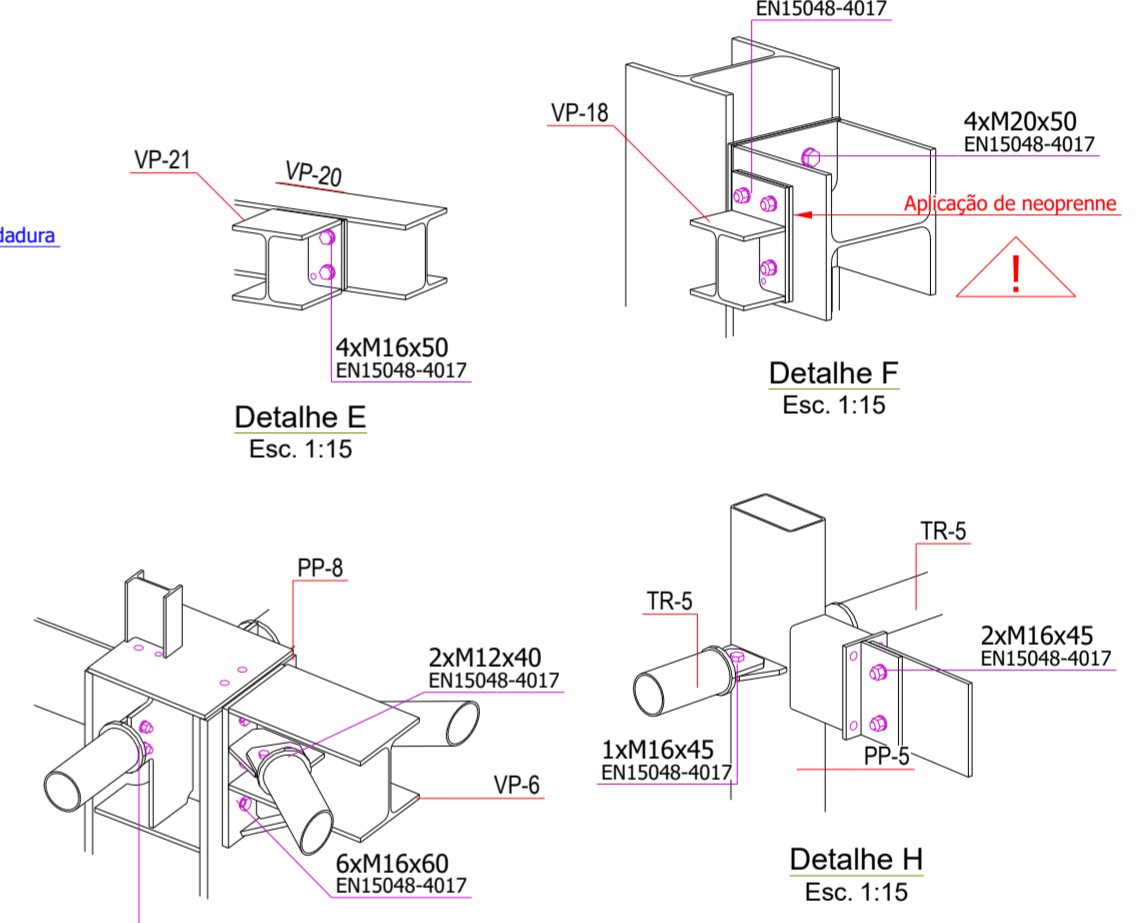 EN15048-4017
VP-18
4xM20x50
EN15048-4017
VP-21
VP-20
Aplicação de neoprenne
dadura
!
4xM16x50
EN15048-4017
Detalhe F
Esc. 1:15
Detalhe E
Esc. 1:15
PP-8
TR-5
TR-5
2xM12x40
EN15048-4017
2xM16x45
EN15048-4017
1xM16x45
EN15048-4017
PP-5
VP-6
6xM16x60
EN15048-4017
Detalhe H
Esc. 1:15